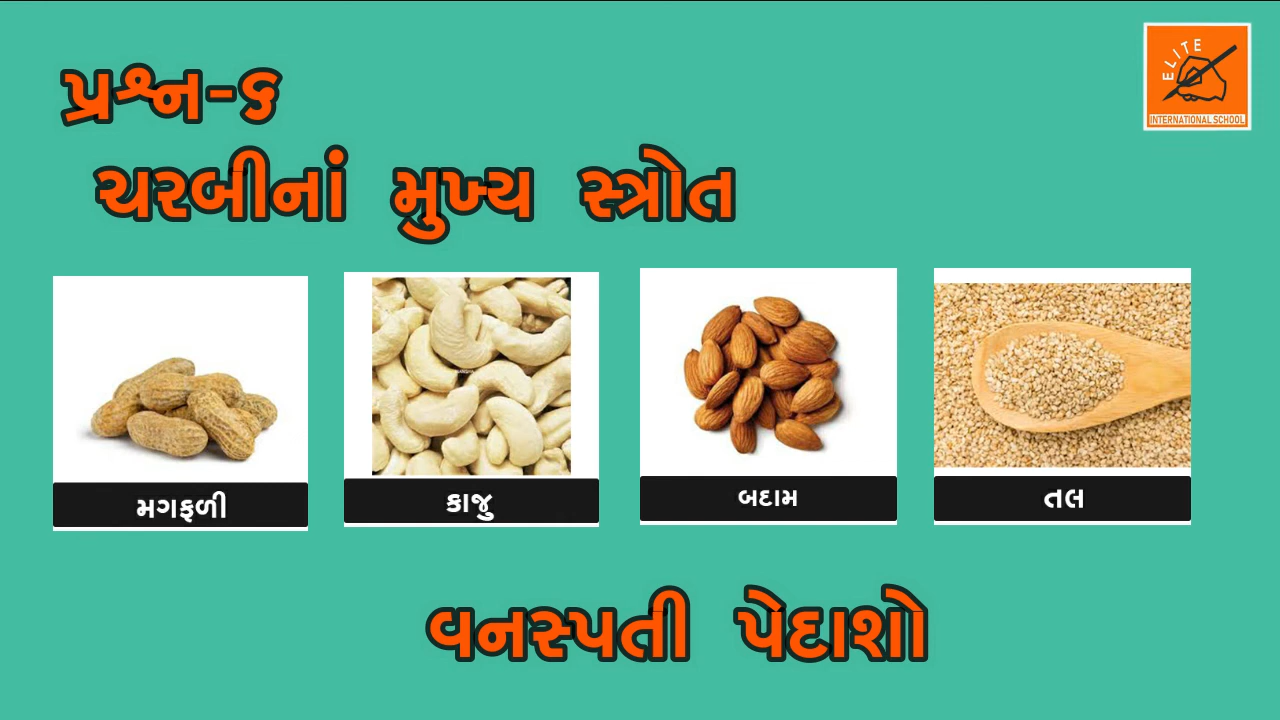 પ્રશ્ન-૬
ELITE
INTERNATIONAL SCHOOL
ચરબીનાં મુખ્ય સ્ત્રોત
મગફળી
કાજુ
બદામ
તલ
વનસ્પતી પેદાશો